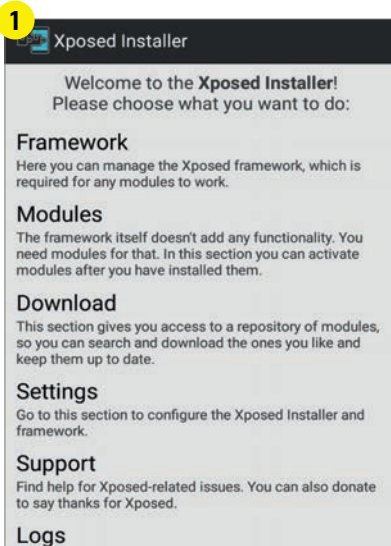 1
Xposed Installer
Welcome to the Xposed Installer!
Please choose what you want to do:
Framework
Here you can manage the Xposed framework, which is
required for any modules to work.
Modules
The framework itself doesn't add any functionality. You
need modules for that. In this section you can activate
modules after you have installed them.
Download
This section gives you access to a repository of modules,
so you can search and download the ones you like and
keep them up to date.
Settings
Go to this section to configure the Xposed Installer and
framework.
Support
Find help for Xposed-related issues. You can also donate
to say thanks for Xposed.
Logs